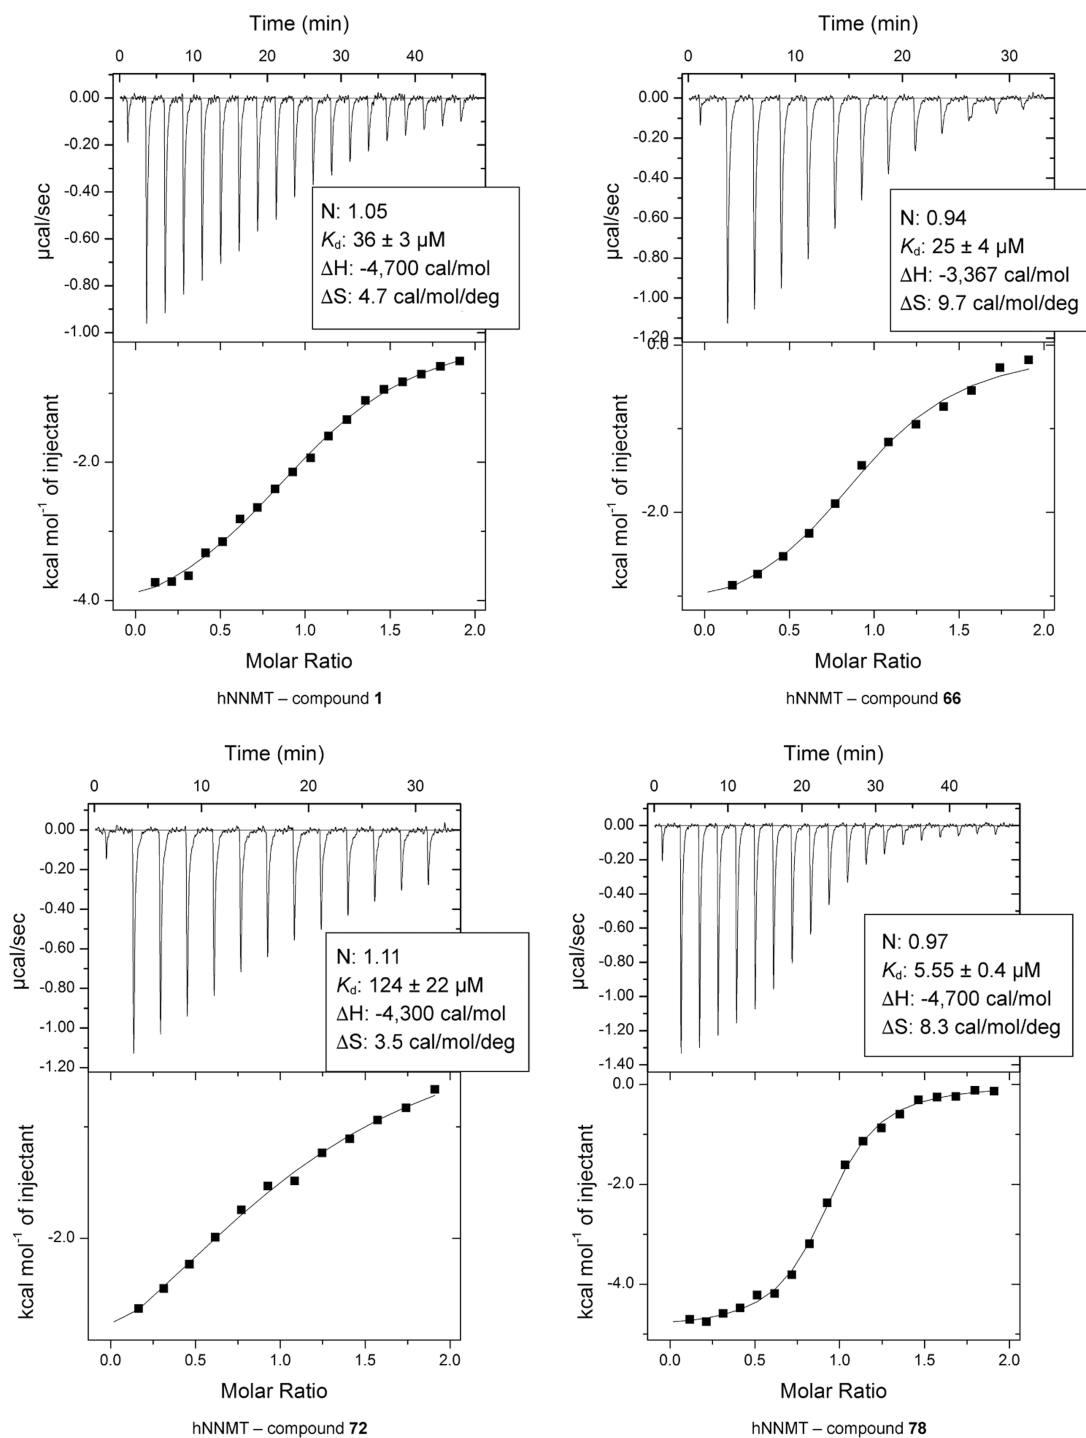 Time (min)
0 10 20 30 40
0.00
-0.20
-0.40
-0.60
-0.80
-1.00
µcal/sec
N: 1.05
Kd: 36 ± 3 µM
ΔH: -4,700 cal/mol
ΔS: 4.7 cal/mol/deg
-2.0
-4.0
kcal mol⁻¹ of injectant
0.0 0.5 1.0 1.5 2.0
Molar Ratio
hNNMT – compound 1
Time (min)
0 10 20 30
0.00
-0.20
-0.40
-0.60
-0.80
-1.00
-1.20
µcal/sec
N: 0.94
Kd: 25 ± 4 µM
ΔH: -3,367 cal/mol
ΔS: 9.7 cal/mol/deg
0.0
-2.0
kcal mol⁻¹ of injectant
0.0 0.5 1.0 1.5 2.0
Molar Ratio
hNNMT – compound 66
Time (min)
0 10 20 30
0.00
-0.20
-0.40
-0.60
-0.80
-1.00
-1.20
µcal/sec
N: 1.11
Kd: 124 ± 22 µM
ΔH: -4,300 cal/mol
ΔS: 3.5 cal/mol/deg
-2.0
kcal mol⁻¹ of injectant
0.0 0.5 1.0 1.5 2.0
Molar Ratio
hNNMT – compound 72
Time (min)
0 10 20 30 40
0.00
-0.20
-0.40
-0.60
-0.80
-1.00
-1.20
-1.40
µcal/sec
N: 0.97
Kd: 5.55 ± 0.4 µM
ΔH: -4,700 cal/mol
ΔS: 8.3 cal/mol/deg
0.0
-2.0
-4.0
kcal mol⁻¹ of injectant
0.0 0.5 1.0 1.5 2.0
Molar Ratio
hNNMT – compound 78